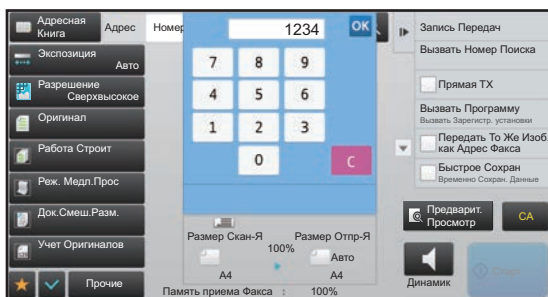 Адресная
Книга
Адрес
Номер
1234
OK
Экспозиция
Авто
Разрешение
Сверхвысокое
Оригинал
Работа Строит
Реж. Медл.Прос
Док.Смеш.Разм.
Учет Оригиналов
Прочие
7 8 9
4 5 6
1 2 3
0
C
Размер Скан-Я
Размер Отпр-Я
100%
Авто
A4
A4
Память приема Факса : 100%
Запись Передач
Вызвать Номер Поиска
Прямая TX
Вызвать Программу
Вызвать Зарегистр. установки
Передать То Же Изоб.
как Адрес Факса
Быстрое Сохран
Временно Сохран. Данные
Предварит.
Просмотр
CA
Динамик
Старт